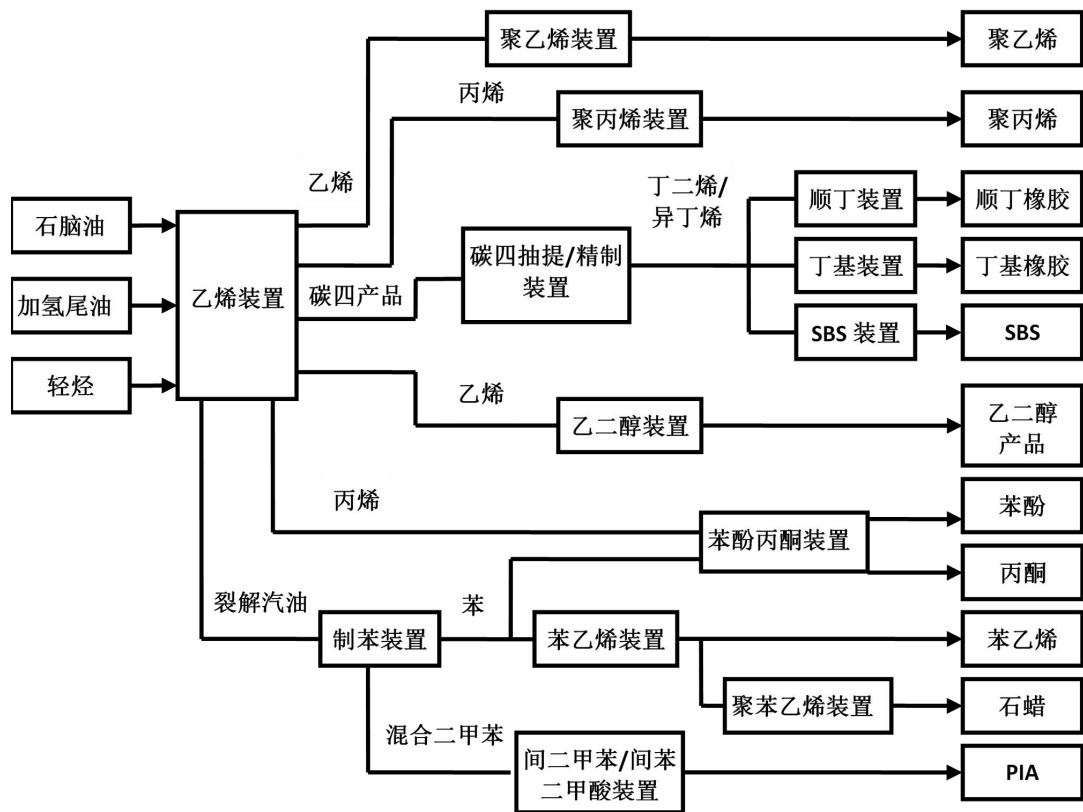 聚乙烯装置
聚乙烯
丙烯
聚丙烯装置
聚丙烯
乙烯
丁二烯/
异丁烯
顺丁装置
顺丁橡胶
石脑油
碳四抽提/精制
装置
丁基装置
丁基橡胶
加氢尾油
乙烯装置
碳四产品
SBS 装置
SBS
轻烃
乙烯
乙二醇装置
乙二醇
产品
丙烯
苯酚丙酮装置
苯酚
丙酮
裂解汽油
制苯装置
苯
苯乙烯装置
苯乙烯
聚苯乙烯装置
石蜡
混合二甲苯
间二甲苯/间苯
二甲酸装置
PIA